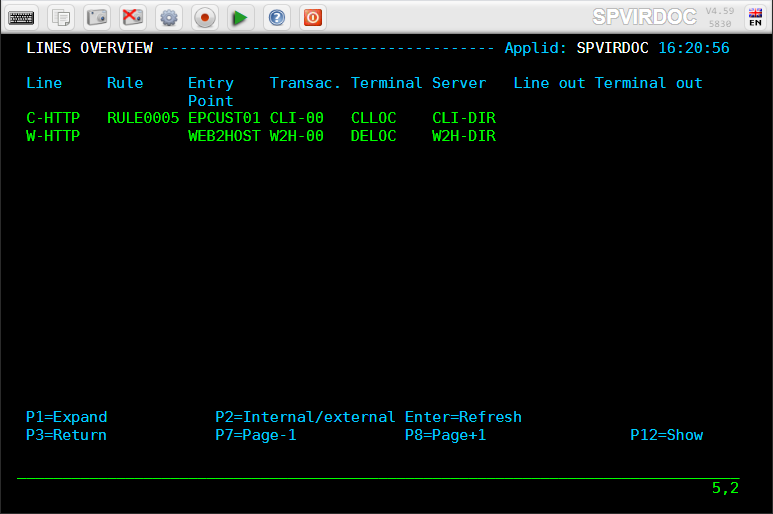 SPVIRDOC V4.59
5830 EN
LINES OVERVIEW ------------------------------------- Applid: SPVIRDOC 16:20:56
Line Rule Entry Transac. Terminal Server Line out Terminal out
Point
C-HTTP RULE0005 EPCUST01 CLI-00 CLLOC CLI-DIR
W-HTTP WEB2HOST W2H-00 DELOC W2H-DIR
P1=Expand P2=Internal/external Enter=Refresh
P3=Return P7=Page-1 P8=Page+1 P12=Show
5,2